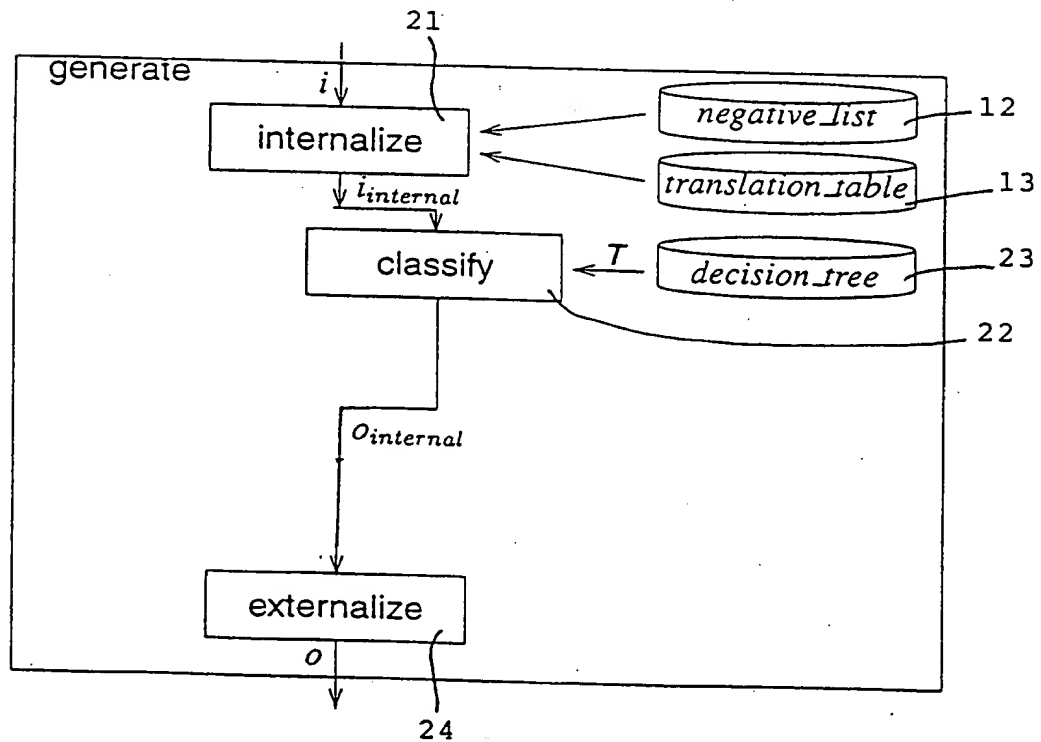 21
generate
i
negative_list
12
internalize
translation_table
13
i_internal
classify
T
decision_tree
23
22
o_internal
externalize
o
24